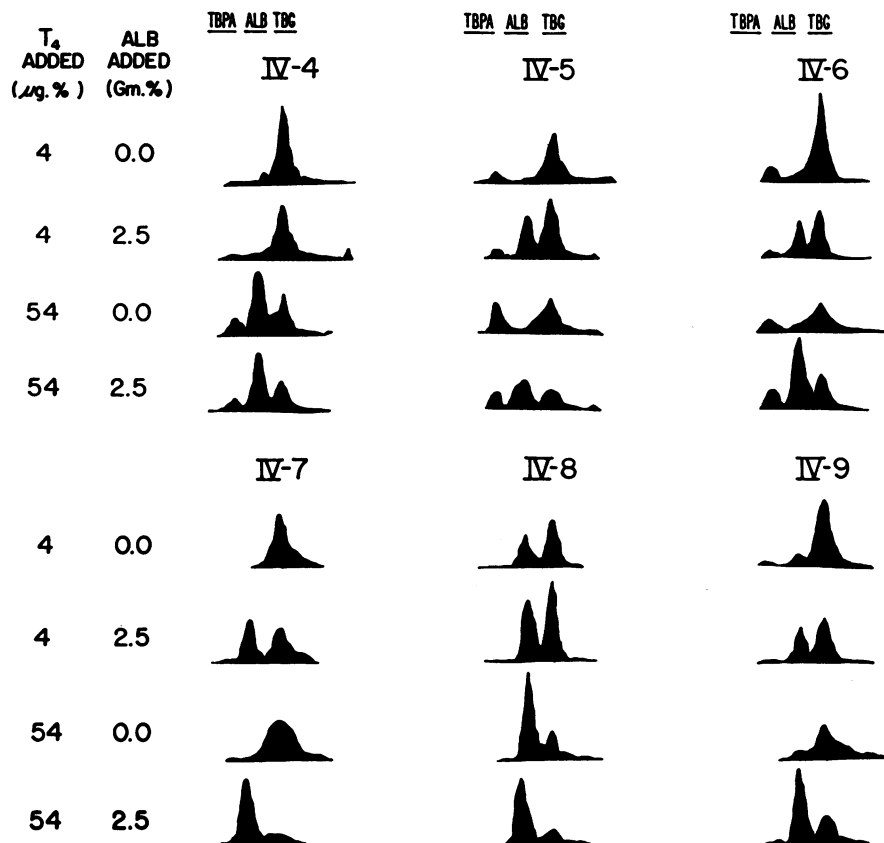 TBPA ALB TBG TBPA ALB TBG TBPA ALB TBG
T₄ ADDED (µg.%) ALB ADDED (Gm.%)
IV-4 IV-5 IV-6
4 0.0
4 2.5
54 0.0
54 2.5
IV-7 IV-8 IV-9
4 0.0
4 2.5
54 0.0
54 2.5